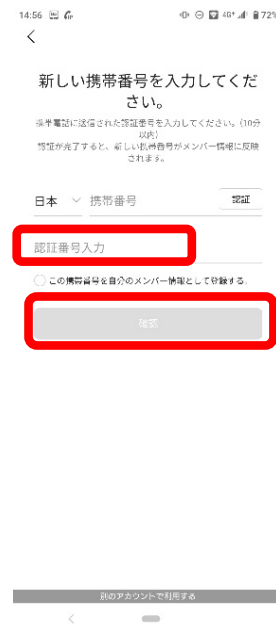 14:56
4G+
72%
新しい携帯番号を入力してくだ
さい。
携帯電話に送信された認証番号を入力してください。(10分
以内)
認証が完了すると、新しい携帯番号がメンバー情報に反映
されます。
日本 携帯番号 認証
認証番号入力
この携帯番号を自分のメンバー情報として登録する.
確認
別のアカウントで利用する